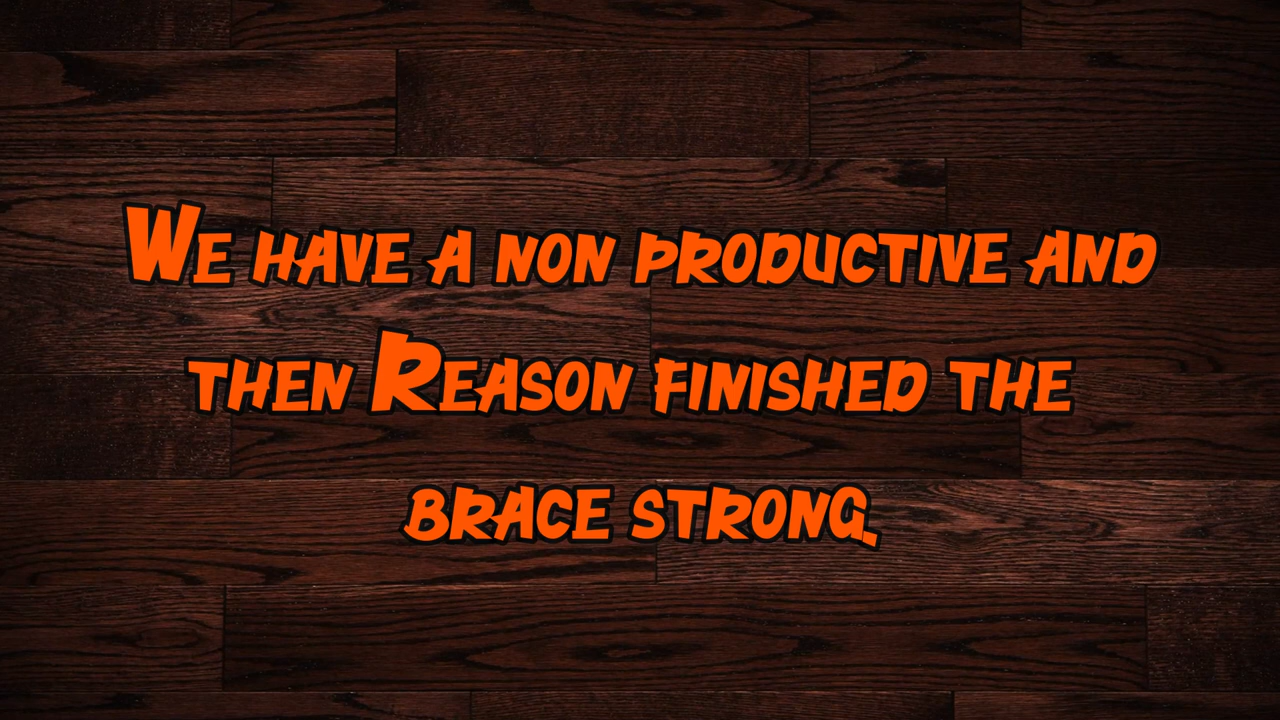 We have a non productive and
then Reason finished the
brace strong.